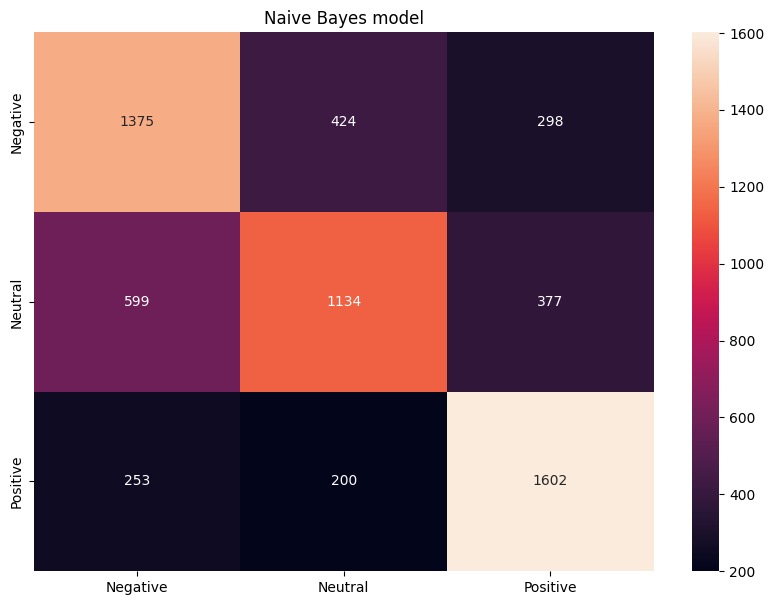 Naive Bayes model
Negative
1375
424
298
Neutral
599
1134
377
Positive
253
200
1602
Negative
Neutral
Positive
1600
1400
1200
1000
800
600
400
200